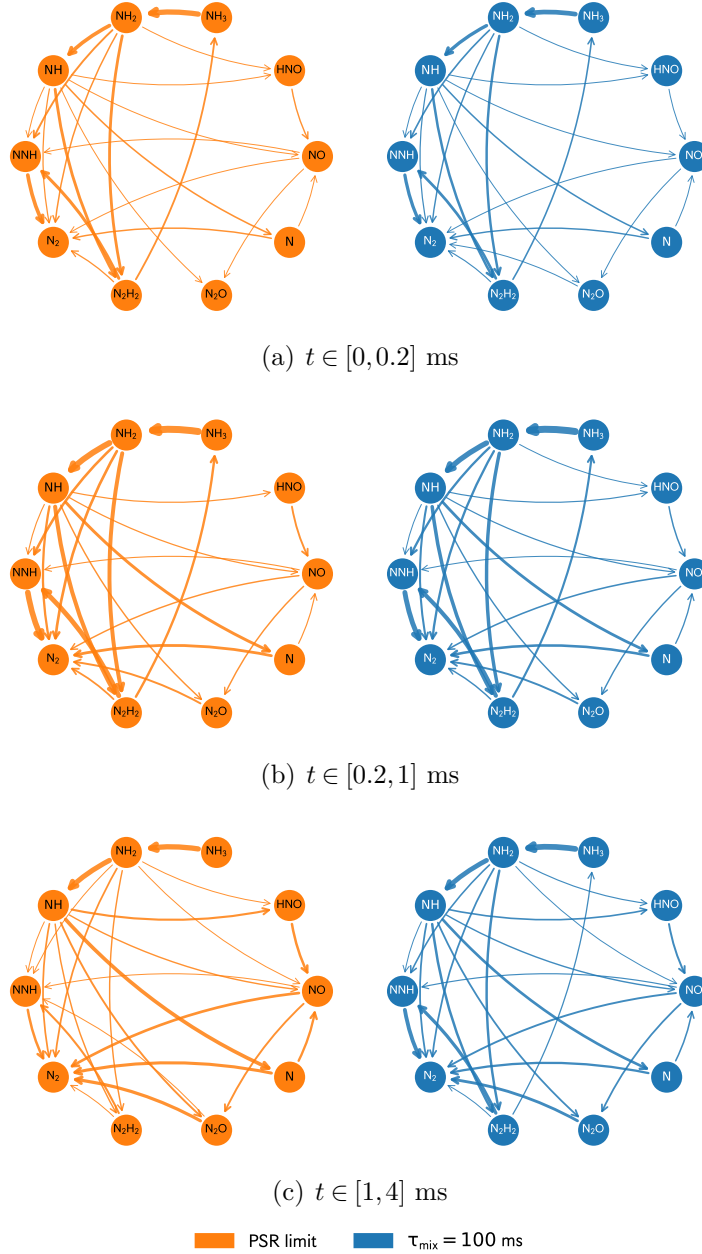 NH₂ NH₃ NH₂ NH₃
NH HNO NH HNO
NNH NO NNH NO
N₂ N N₂ N
N₂H₂ N₂O N₂H₂ N₂O
(a) t ∈ [0, 0.2] ms
NH₂ NH₃ NH₂ NH₃
NH HNO NH HNO
NNH NO NNH NO
N₂ N N₂ N
N₂H₂ N₂O N₂H₂ N₂O
(b) t ∈ [0.2, 1] ms
NH₂ NH₃ NH₂ NH₃
NH HNO NH HNO
NNH NO NNH NO
N₂ N N₂ N
N₂H₂ N₂O N₂H₂ N₂O
(c) t ∈ [1, 4] ms
PSR limit τmix = 100 ms